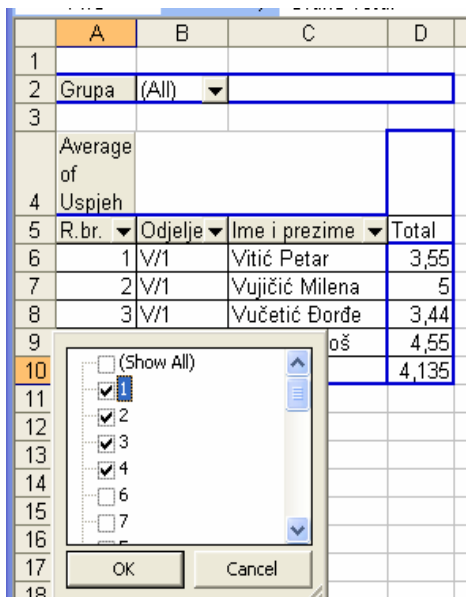 A B C D
1
2 Grupa (All)
3
4 Average of Uspjeh
5 R.br. Odjelje Ime i prezime Total
6 1 V/1 Vitić Petar 3,55
7 2 V/1 Vujičić Milena 5
8 3 V/1 Vučetić Đorđe 3,44
9 oš 4,55
10 (Show All) 4,135
11 1
12 2
13 3
14 4
15 6
16 7
17 OK Cancel
18